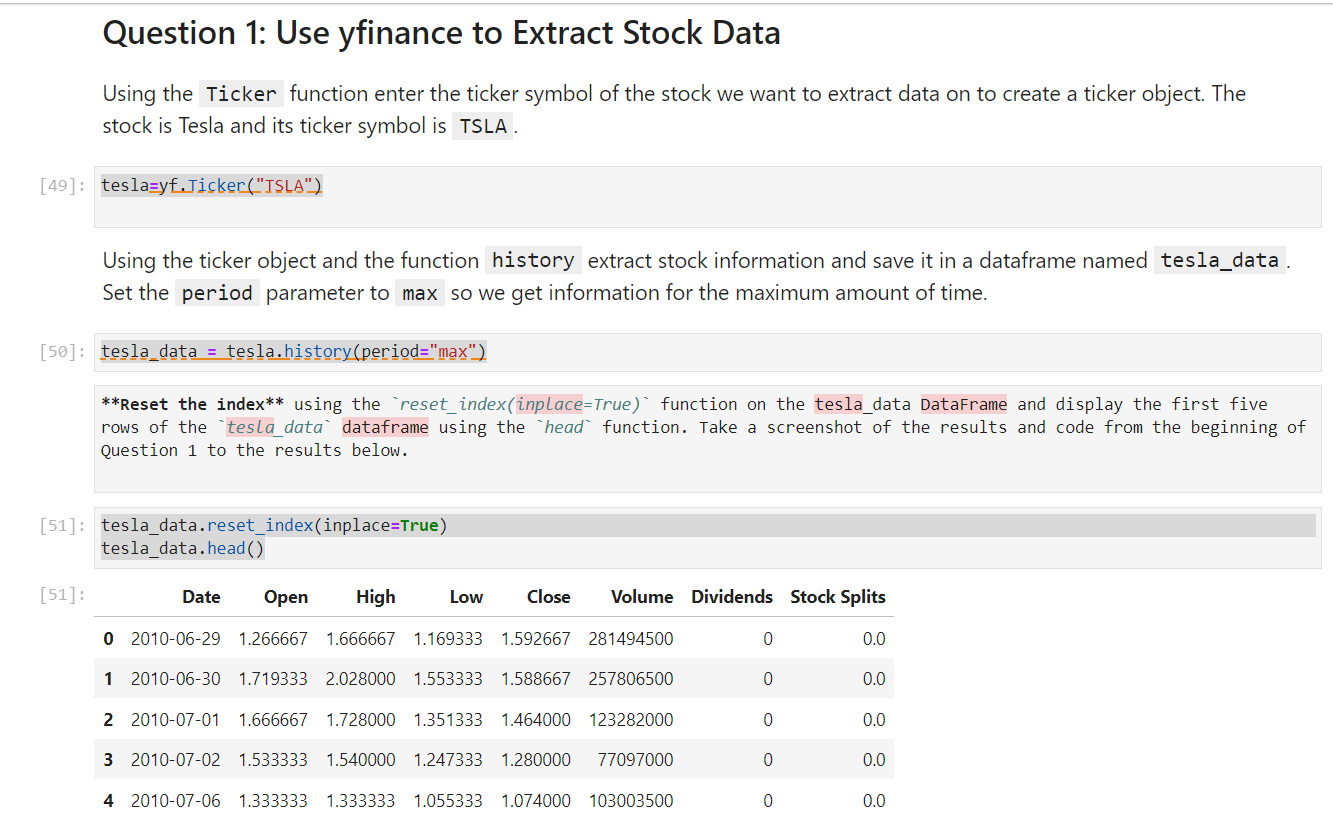 Question 1: Use yfinance to Extract Stock Data
Using the Ticker function enter the ticker symbol of the stock we want to extract data on to create a ticker object. The
stock is Tesla and its ticker symbol is TSLA.
[49]: tesla=yf.Ticker("TSLA")
Using the ticker object and the function history extract stock information and save it in a dataframe named tesla_data.
Set the period parameter to max so we get information for the maximum amount of time.
[50]: tesla_data = tesla.history(period="max")
**Reset the index** using the `reset_index(inplace=True)` function on the tesla_data DataFrame and display the first five
rows of the `tesla_data` dataframe using the `head` function. Take a screenshot of the results and code from the beginning of
Question 1 to the results below.
[51]: tesla_data.reset_index(inplace=True)
tesla_data.head()
[51]: Date Open High Low Close Volume Dividends Stock Splits
0 2010-06-29 1.266667 1.666667 1.169333 1.592667 281494500 0 0.0
1 2010-06-30 1.719333 2.028000 1.553333 1.588667 257806500 0 0.0
2 2010-07-01 1.666667 1.728000 1.351333 1.464000 123282000 0 0.0
3 2010-07-02 1.533333 1.540000 1.247333 1.280000 77097000 0 0.0
4 2010-07-06 1.333333 1.333333 1.055333 1.074000 103003500 0 0.0